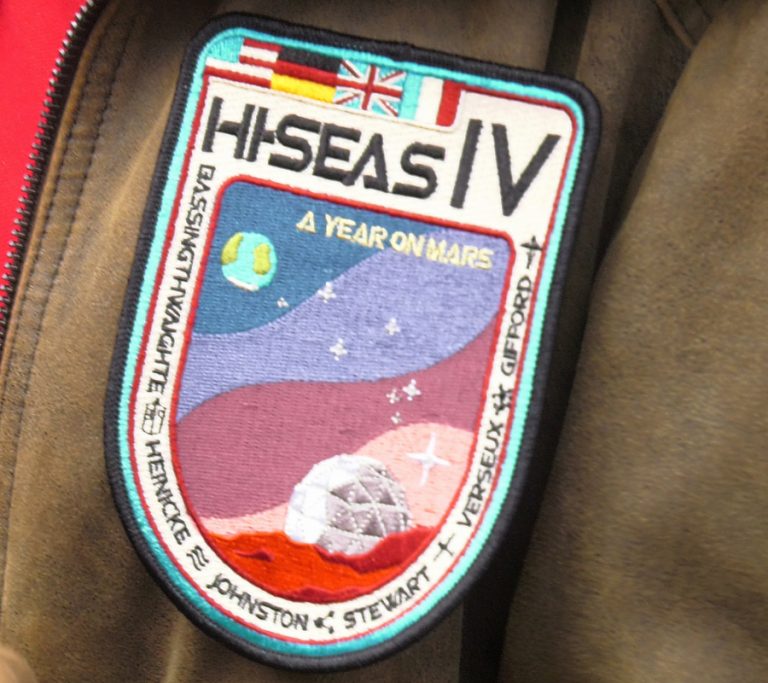 HI-SEAS IV
A YEAR ON MARS
BASSINGTHWAIGHTE
HEINICKE
JOHNSTON
STEWART
VERSEUX
GIFFORD